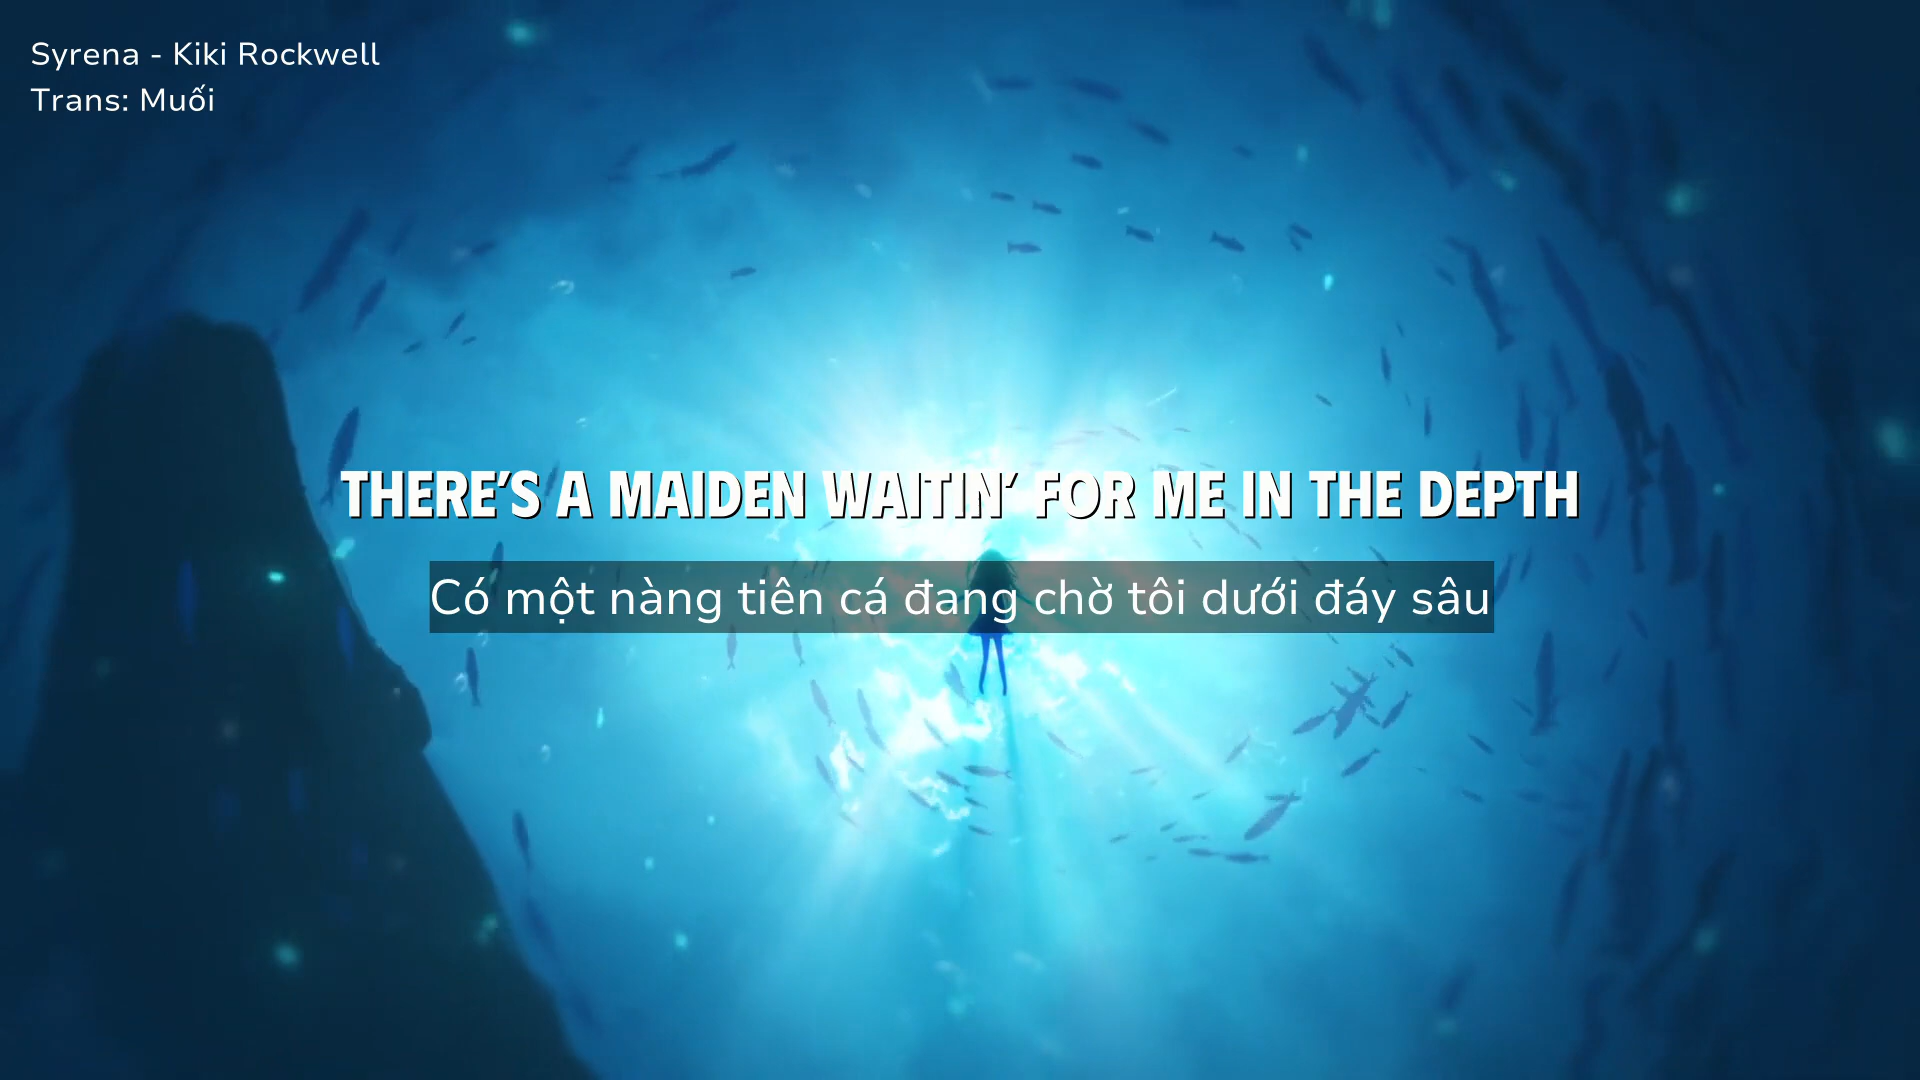 Syrena - Kiki Rockwell
Trans: Muối
THERE'S A MAIDEN WAITIN' FOR ME IN THE DEPTH
Có một nàng tiên cá đang chờ tôi dưới đáy sâu